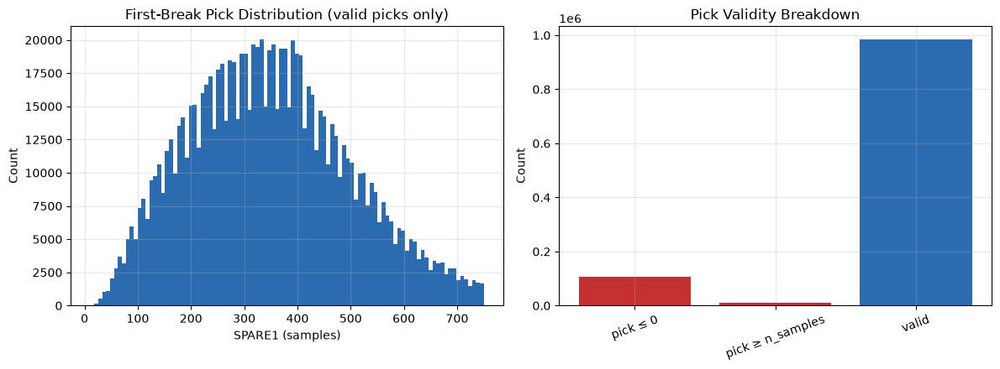 First-Break Pick Distribution (valid picks only)
20000
17500
15000
12500
10000
7500
5000
2500
0
Count
0 100 200 300 400 500 600 700
SPARE1 (samples)
Pick Validity Breakdown
1e6
1.0
0.8
0.6
0.4
0.2
0.0
Count
pick ≤ 0
pick ≥ n_samples
valid